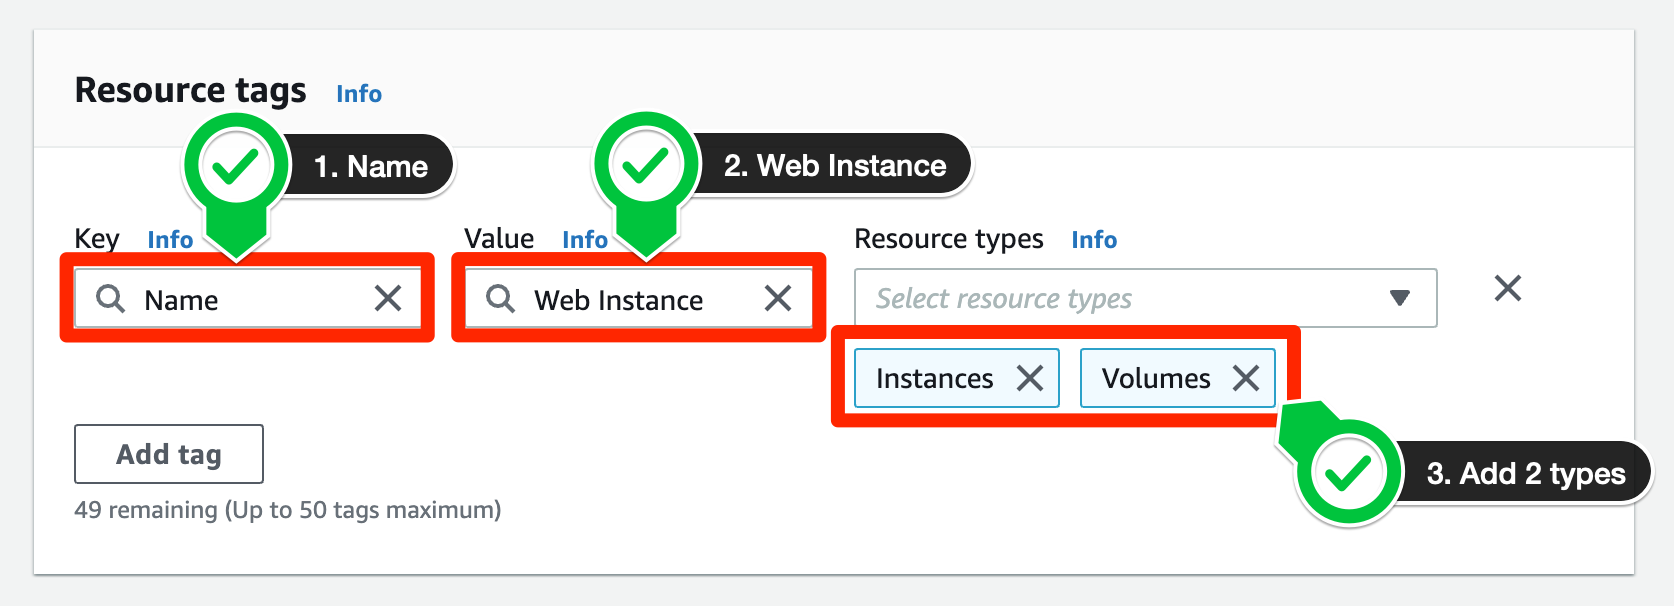 Resource tags Info
1. Name
2. Web Instance
Key Info
Value Info
Resource types Info
Name
Web Instance
Select resource types
Instances
Volumes
3. Add 2 types
Add tag
49 remaining (Up to 50 tags maximum)